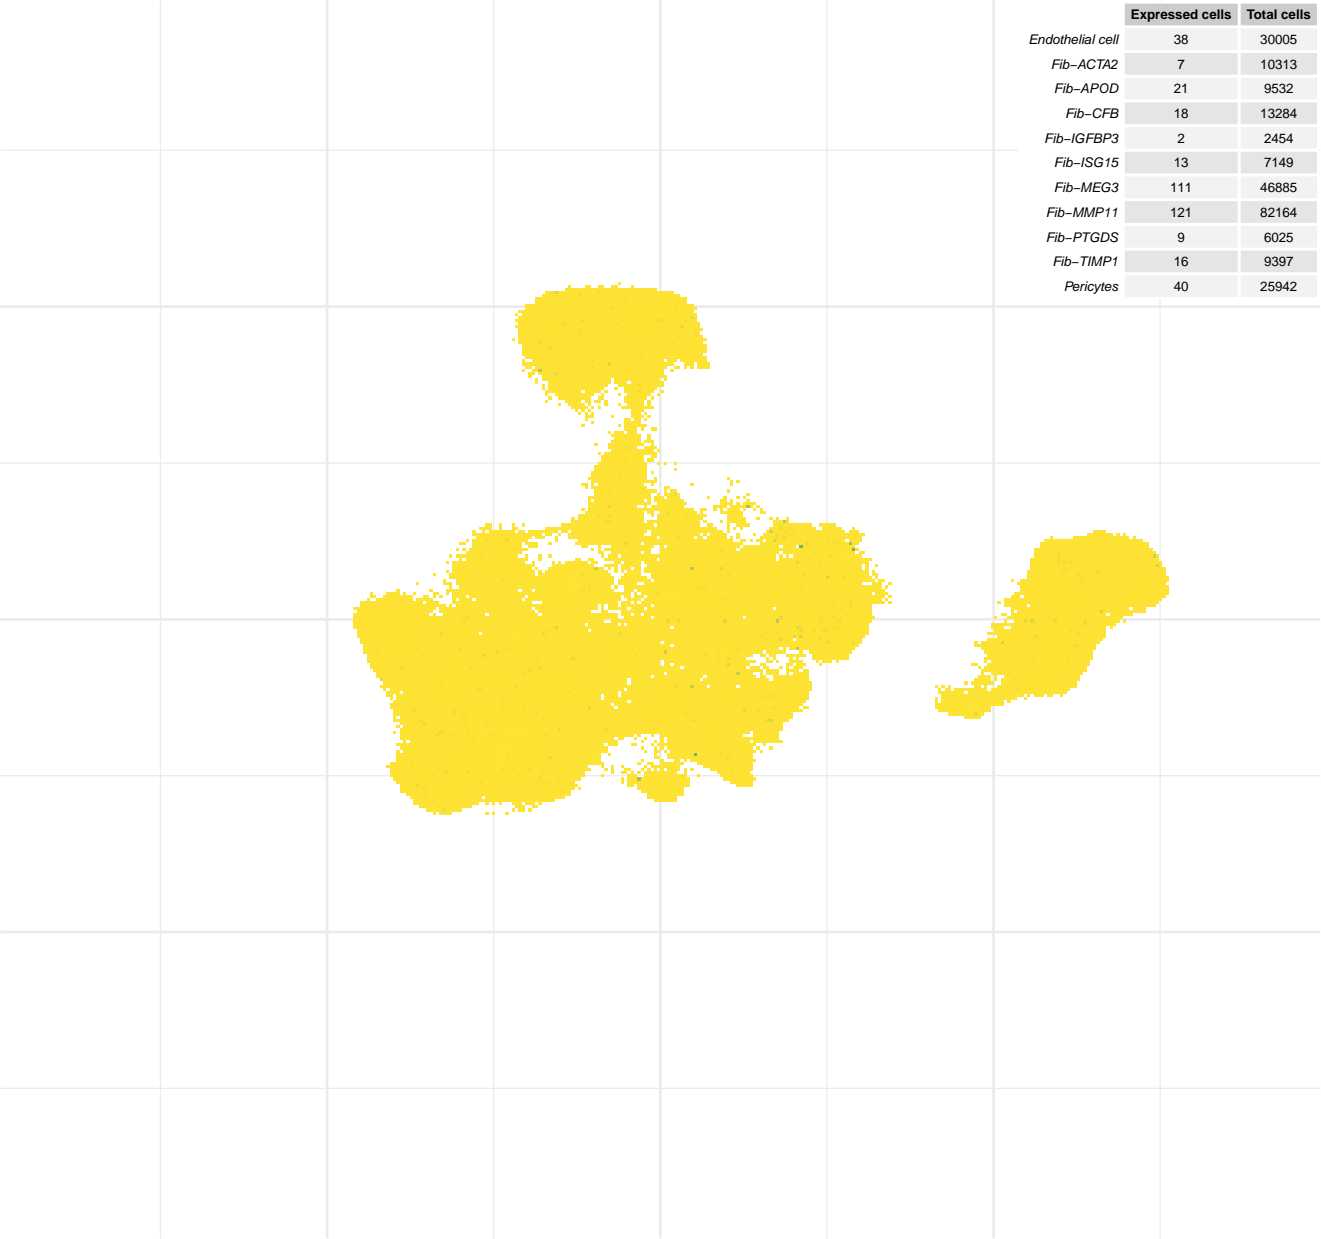 Expressed cells Total cells
Endothelial cell 38 30005
Fib−ACTA2 7 10313
Fib−APOD 21 9532
Fib−CFB 18 13284
Fib−IGFBP3 2 2454
Fib−ISG15 13 7149
Fib−MEG3 111 46885
Fib−MMP11 121 82164
Fib−PTGDS 9 6025
Fib−TIMP1 16 9397
Pericytes 40 25942